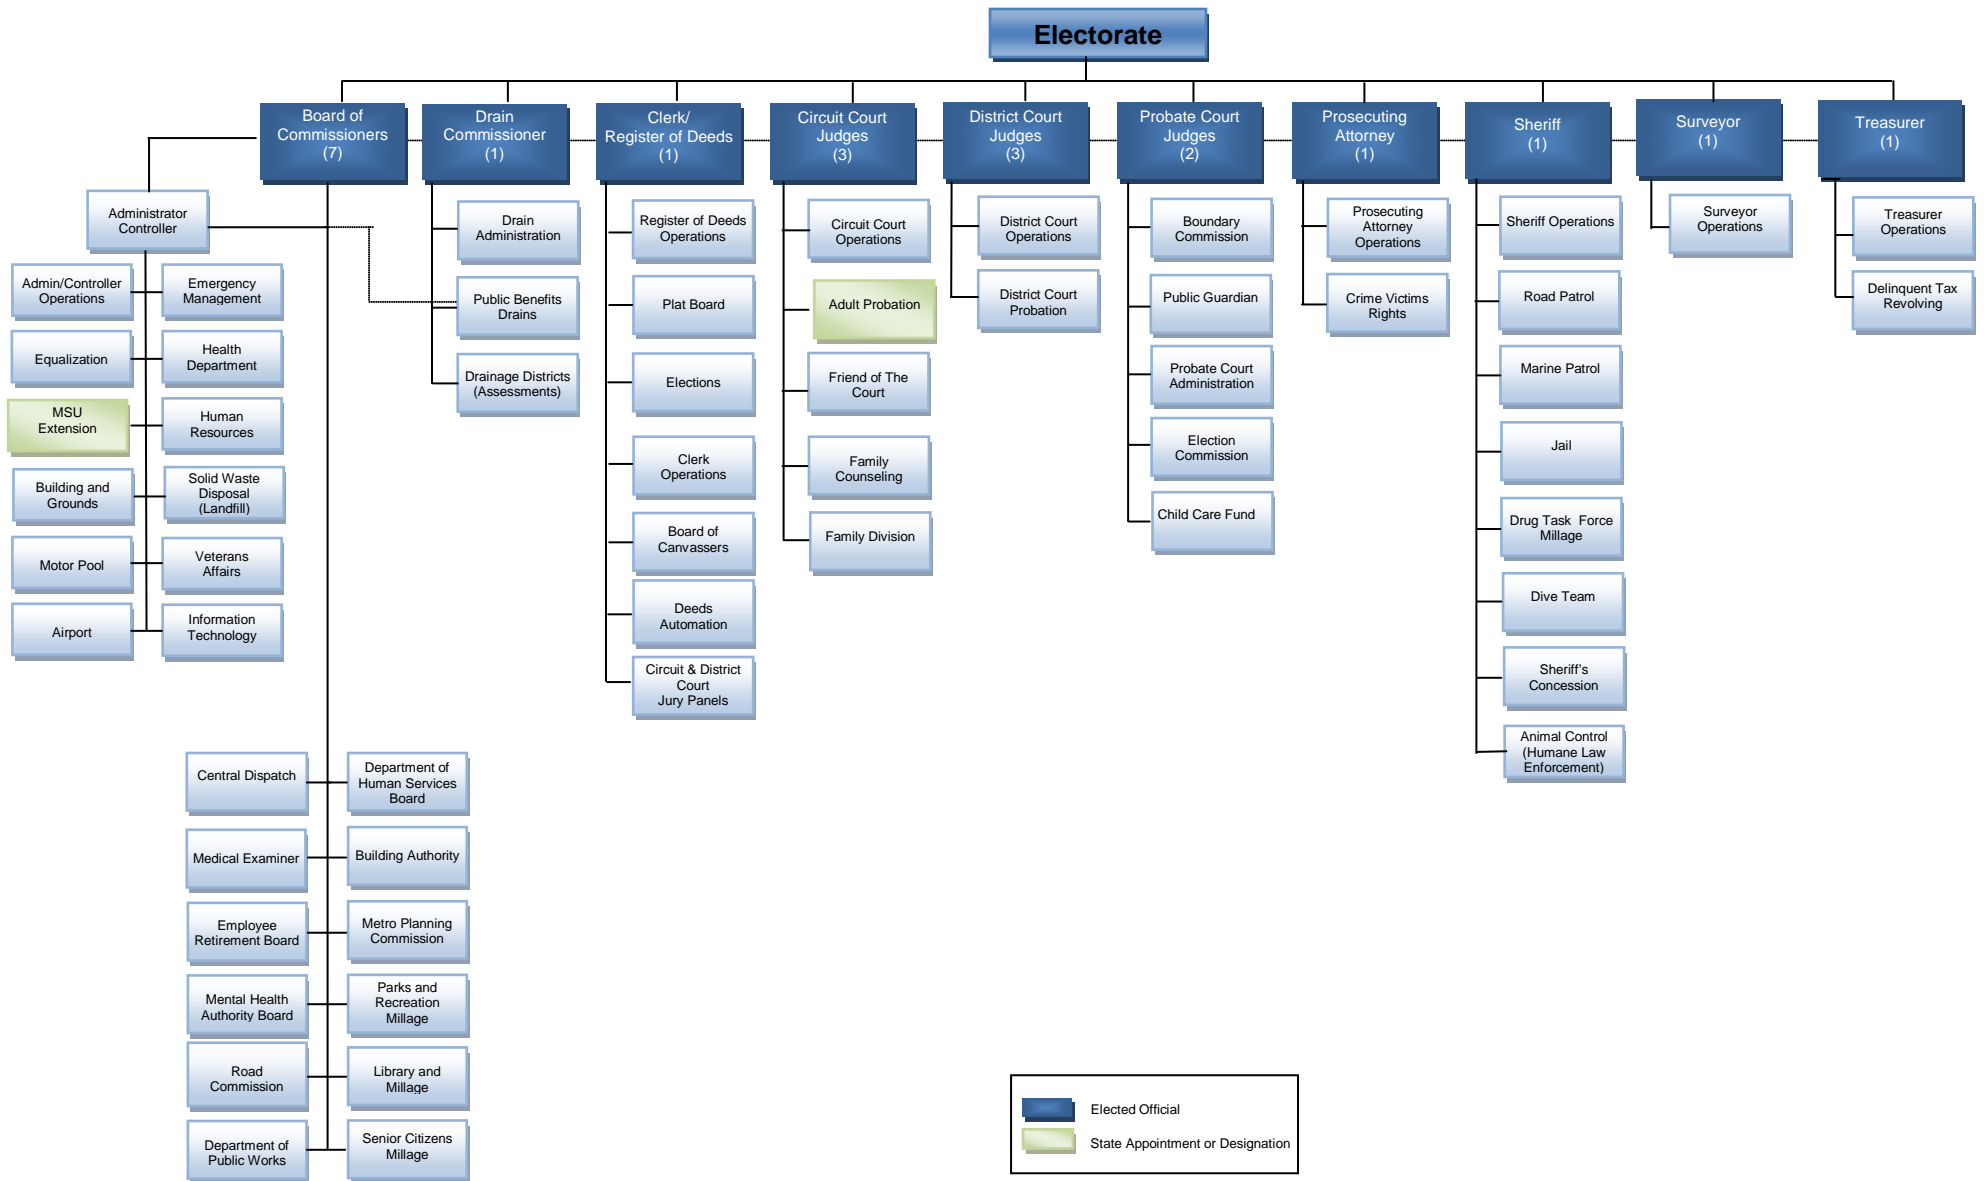 Electorate
Board of
Commissioners
(7)
Drain
Commissioner
(1)
Clerk/
Register of Deeds
(1)
Circuit Court
Judges
(3)
District Court
Judges
(3)
Probate Court
Judges
(2)
Prosecuting
Attorney
(1)
Sheriff
(1)
Surveyor
(1)
Treasurer
(1)
Administrator
Controller
Admin/Controller
Operations
Emergency
Management
Equalization
Health
Department
MSU
Extension
Human
Resources
Building and
Grounds
Solid Waste
Disposal
(Landfill)
Motor Pool
Veterans
Affairs
Airport
Information
Technology
Central Dispatch
Department of
Human Services
Board
Medical Examiner
Building Authority
Employee
Retirement Board
Metro Planning
Commission
Mental Health
Authority Board
Parks and
Recreation
Millage
Road
Commission
Library and
Millage
Department of
Public Works
Senior Citizens
Millage
Drain
Administration
Public Benefits
Drains
Drainage Districts
(Assessments)
Register of Deeds
Operations
Plat Board
Elections
Clerk
Operations
Board of
Canvassers
Deeds
Automation
Circuit & District
Court
Jury Panels
Circuit Court
Operations
Adult Probation
Friend of The
Court
Family
Counseling
Family Division
District Court
Operations
District Court
Probation
Boundary
Commission
Public Guardian
Probate Court
Administration
Election
Commission
Child Care Fund
Prosecuting
Attorney
Operations
Crime Victims
Rights
Sheriff Operations
Road Patrol
Marine Patrol
Jail
Drug Task Force
Millage
Dive Team
Sheriff's
Concession
Animal Control
(Humane Law
Enforcement)
Surveyor
Operations
Treasurer
Operations
Delinquent Tax
Revolving
Elected Official
State Appointment or Designation